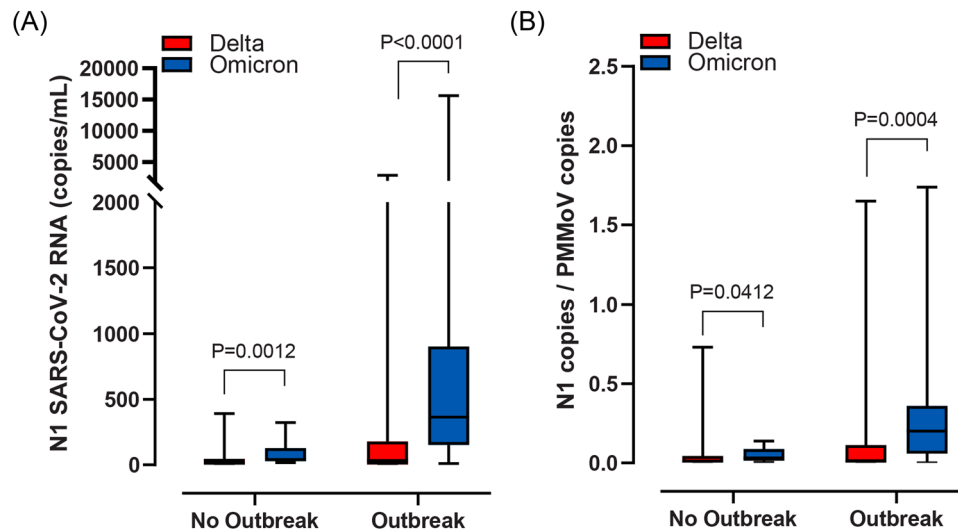 (A)
Delta
Omicron
P<0.0001
20000
15000
10000
5000
2000
1500
1000
500
0
N1 SARS-CoV-2 RNA (copies/mL)
P=0.0012
No Outbreak
Outbreak
(B)
Delta
Omicron
2.5
2.0
1.5
1.0
0.5
0.0
N1 copies / PMMoV copies
P=0.0004
P=0.0412
No Outbreak
Outbreak